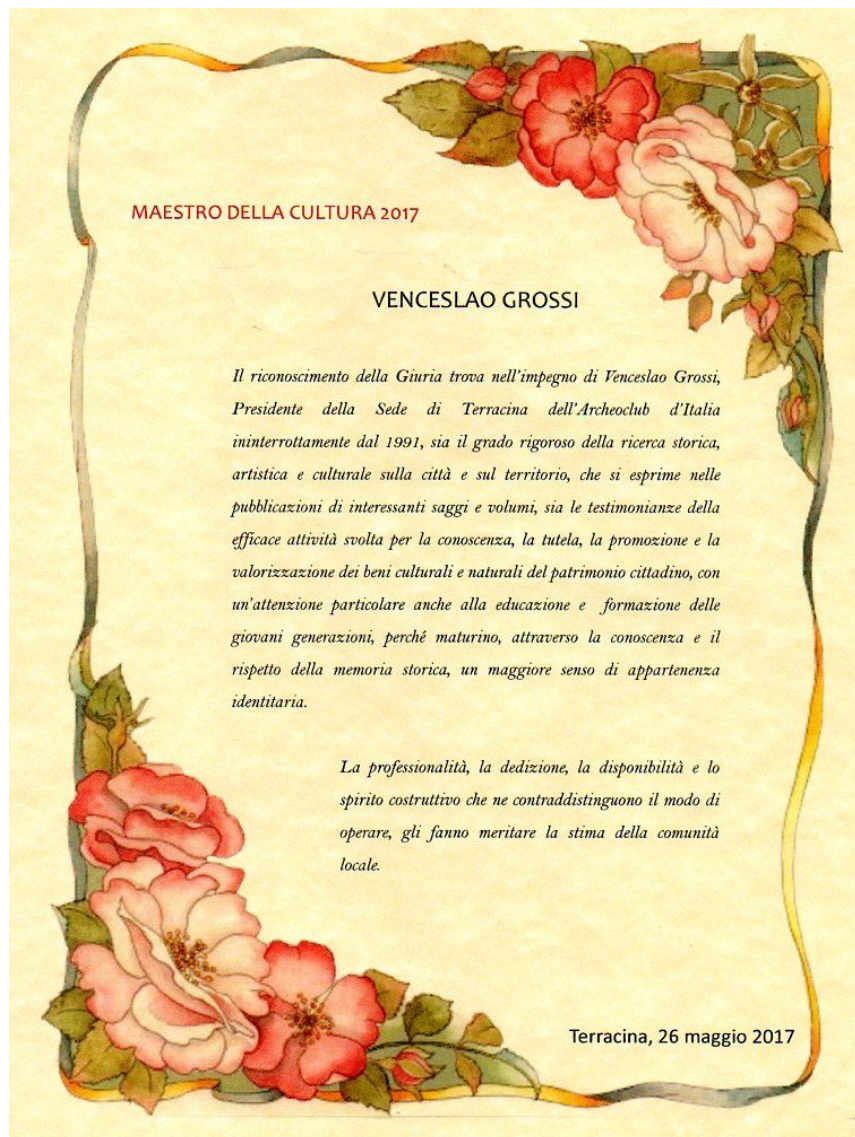 MAESTRO DELLA CULTURA 2017
VENCESLAO GROSSI
Il riconoscimento della Giuria trova nell'impegno di Venceslao Grossi,
Presidente della Sede di Terracina dell'Archeoclub d'Italia
ininterrottamente dal 1991, sia il grado rigoroso della ricerca storica,
artistica e culturale sulla città e sul territorio, che si esprime nelle
pubblicazioni di interessanti saggi e volumi, sia le testimonianze della
efficace attività svolta per la conoscenza, la tutela, la promozione e la
valorizzazione dei beni culturali e naturali del patrimonio cittadino, con
un'attenzione particolare anche alla educazione e formazione delle
giovani generazioni, perché maturino, attraverso la conoscenza e il
rispetto della memoria storica, un maggiore senso di appartenenza
identitaria.
La professionalità, la dedizione, la disponibilità e lo
spirito costruttivo che ne contraddistinguono il modo di
operare, gli fanno meritare la stima della comunità
locale.
Terracina, 26 maggio 2017